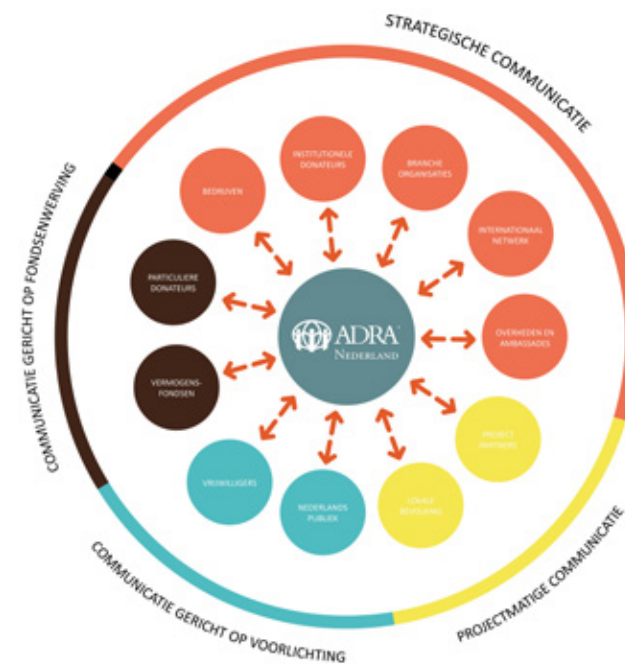 STRATEGISCHE COMMUNICATIE
INSTITUTIONELE
DONATEURS
BRANCHE
ORGANISATIES
BEDRIJVEN
INTERNATIONAAL
NETWERK
PARTICULIERE
DONATEURS
ADRA
NEDERLAND
OVERHEDEN EN
AMBASSADES
VERMOGENS-
FONDSEN
PROJECT
PARTNERS
VRIJWILLIGERS
NEDERLANDS
PUBLIEK
LOKALE
BEVOLKING
COMMUNICATIE GERICHT OP FONDSENWERVING
COMMUNICATIE GERICHT OP VOORLICHTING
PROJECTMATIGE COMMUNICATIE